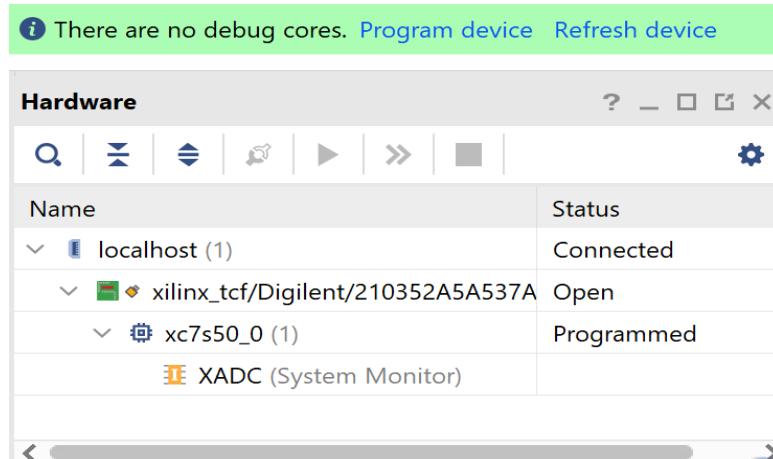 There are no debug cores. Program device Refresh device
Hardware
Name Status
localhost (1) Connected
xilinx_tcf/Digilent/210352A5A537A Open
xc7s50_0 (1) Programmed
XADC (System Monitor)